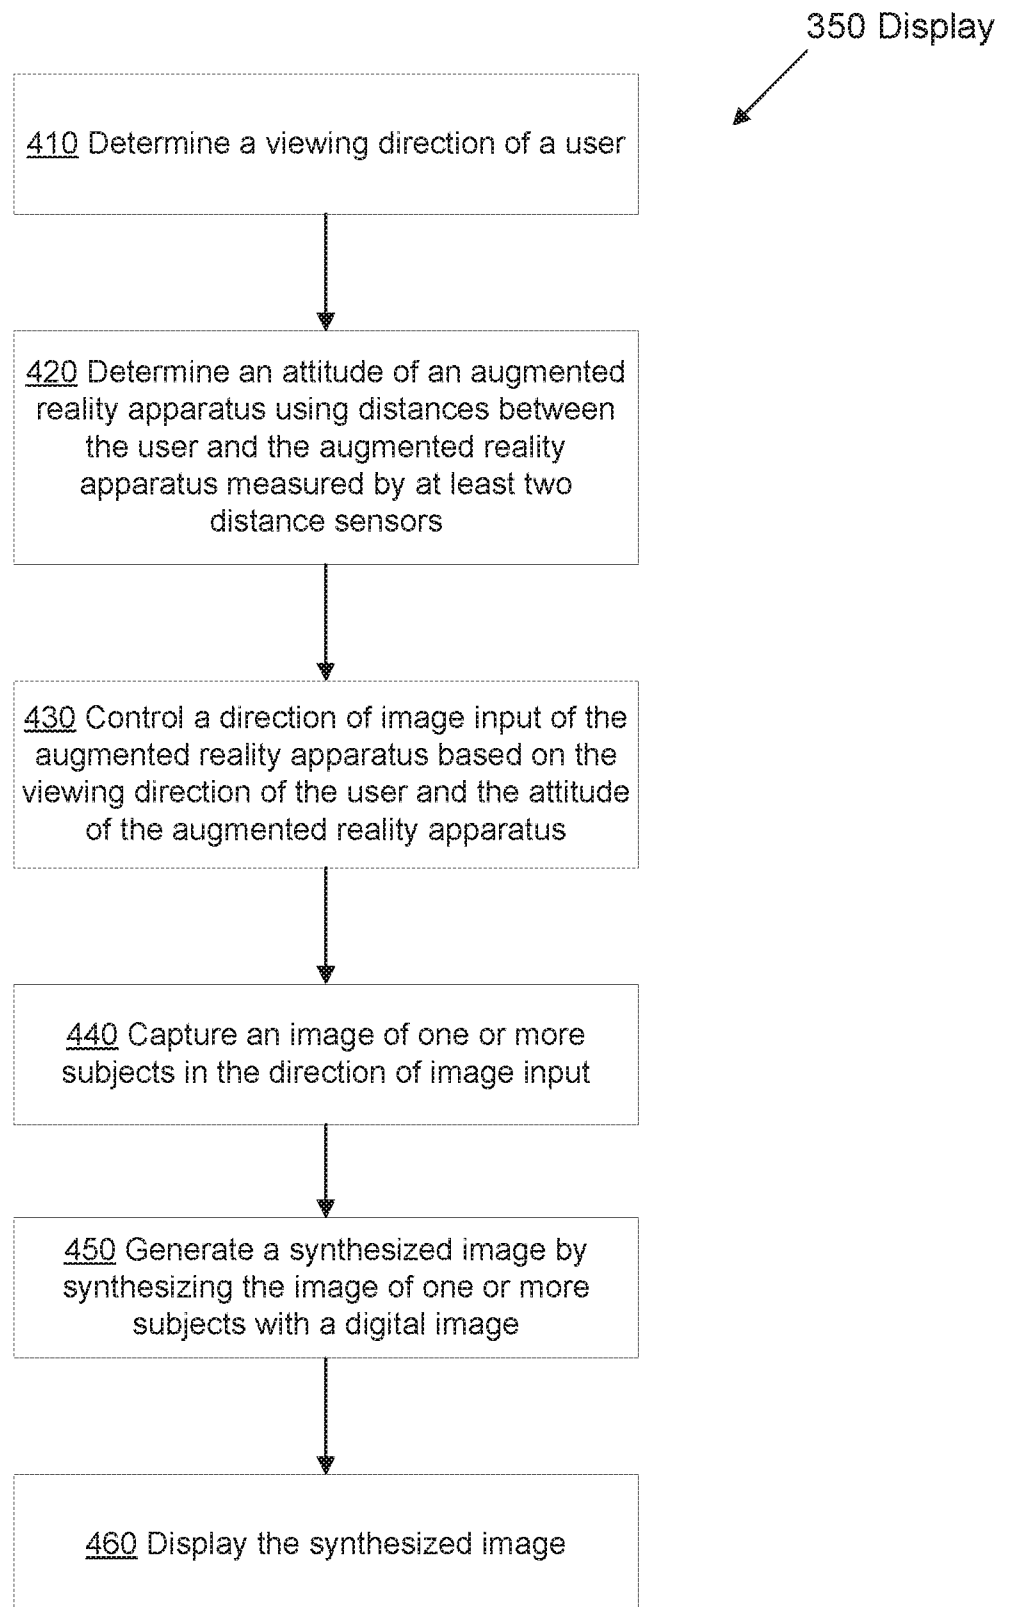 350 Display
410 Determine a viewing direction of a user
420 Determine an attitude of an augmented
reality apparatus using distances between
the user and the augmented reality
apparatus measured by at least two
distance sensors
430 Control a direction of image input of the
augmented reality apparatus based on the
viewing direction of the user and the attitude
of the augmented reality apparatus
440 Capture an image of one or more
subjects in the direction of image input
450 Generate a synthesized image by
synthesizing the image of one or more
subjects with a digital image
460 Display the synthesized image